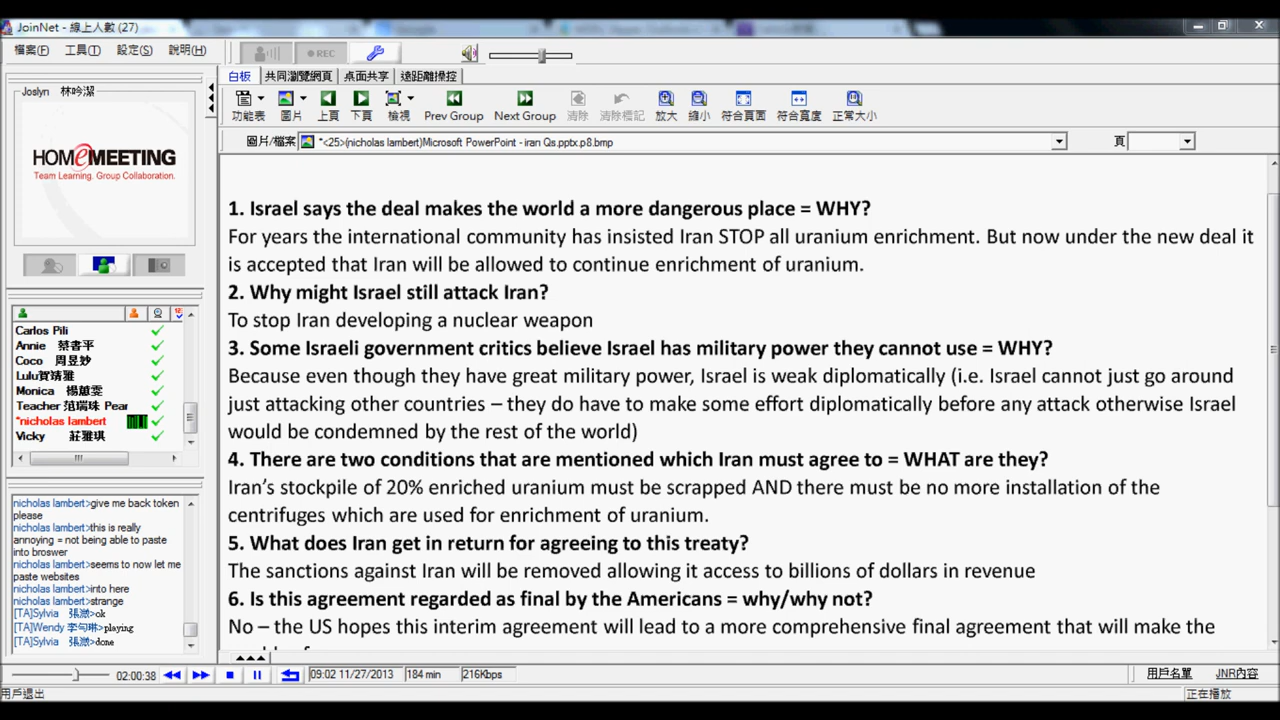 JoinNet - 線上人數 (27)
檔案(F) 工具(T) 設定(S) 說明(H)
REC
白板 共同瀏覽網頁 桌面共享 遠距離操控
功能表 圖片 上頁 下頁 檢視 Prev Group Next Group 清除 清除標記 放大 縮小 符合頁面 符合寬度 正常大小
圖片/檔案 *<25>(nicholas lambert)Microsoft PowerPoint - iran Qs.pptx.p8.bmp 頁
Joslyn 林吟潔
HOMEMEETING
Team Learning. Group Collaboration.
Carlos Pili
Annie 蔡書平
Coco 周昱妙
Lulu賀靖雅
Monica 楊蕙雯
Teacher 范瑞珠 Pear
*nicholas lambert
Vicky 莊雅琪
nicholas lambert>give me back token
please
nicholas lambert>this is really
annoying = not being able to paste
into broswer
nicholas lambert>seems to now let me
paste websites
nicholas lambert>into here
nicholas lambert>strange
[TA]Sylvia 張>ok
[TA]Wendy 李>playing
[TA]Sylvia 張>done
1. Israel says the deal makes the world a more dangerous place = WHY?
For years the international community has insisted Iran STOP all uranium enrichment. But now under the new deal it
is accepted that Iran will be allowed to continue enrichment of uranium.
2. Why might Israel still attack Iran?
To stop Iran developing a nuclear weapon
3. Some Israeli government critics believe Israel has military power they cannot use = WHY?
Because even though they have great military power, Israel is weak diplomatically (i.e. Israel cannot just go around
just attacking other countries – they do have to make some effort diplomatically before any attack otherwise Israel
would be condemned by the rest of the world)
4. There are two conditions that are mentioned which Iran must agree to = WHAT are they?
Iran's stockpile of 20% enriched uranium must be scrapped AND there must be no more installation of the
centrifuges which are used for enrichment of uranium.
5. What does Iran get in return for agreeing to this treaty?
The sanctions against Iran will be removed allowing it access to billions of dollars in revenue
6. Is this agreement regarded as final by the Americans = why/why not?
No – the US hopes this interim agreement will lead to a more comprehensive final agreement that will make the
02:00:38 09:02 11/27/2013 184 min 216Kbps 用戶名單 JNR內容
用戶退出 正在播放